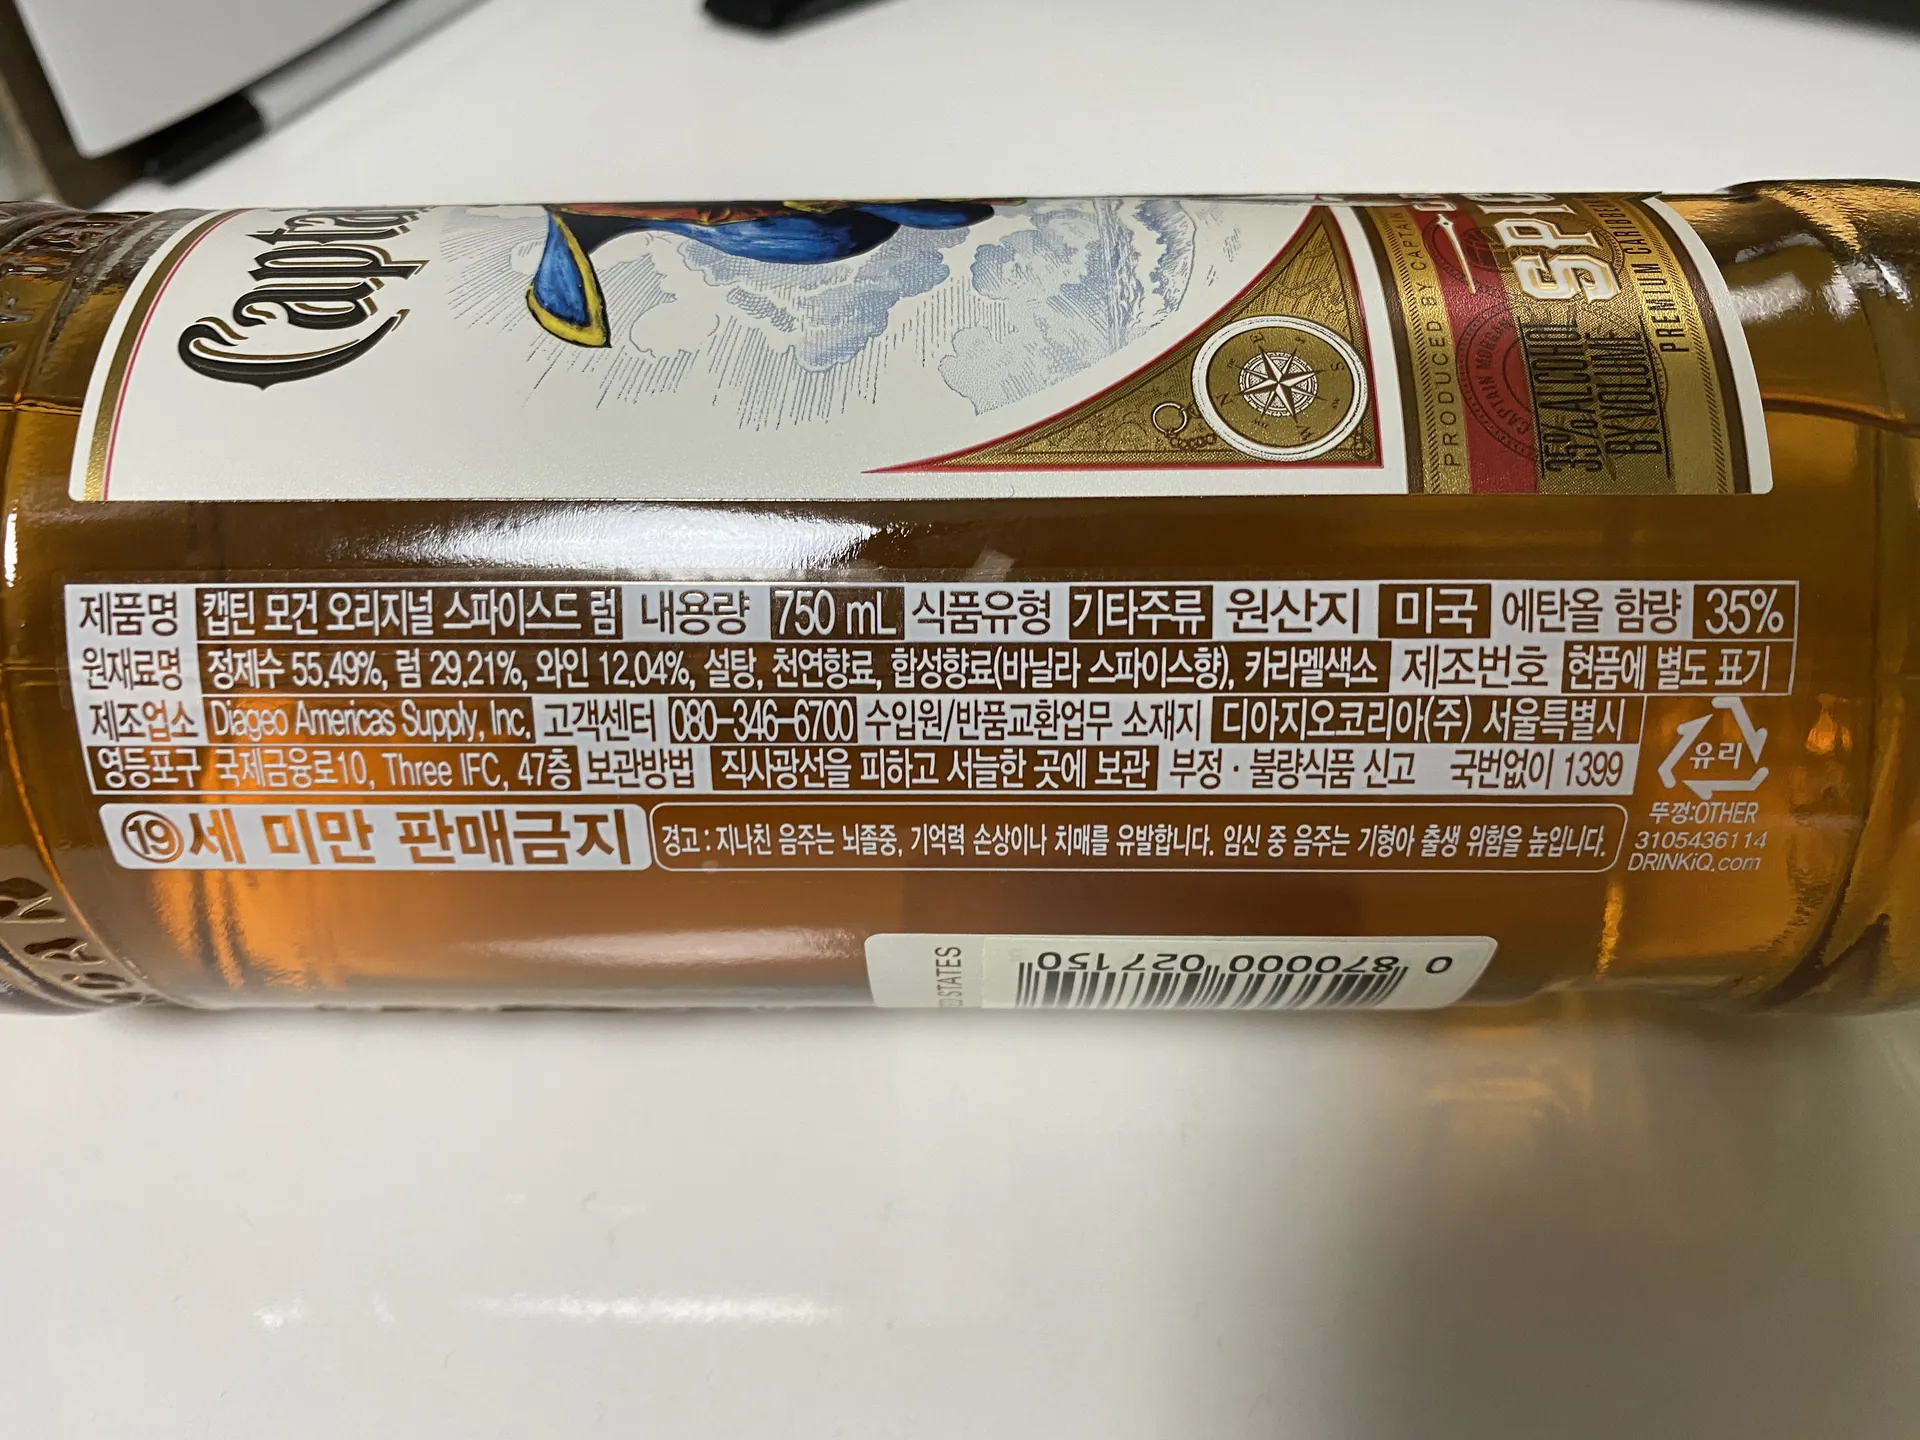 Capta
PRODUCED BY CAPTAIN
CAPTAIN MORGAN
SPIC
35% ALCOHOL
BY VOLUME
PREMIUM CARIBBEA
제품명 캡틴 모건 오리지널 스파이스드 럼 내용량 750 mL 식품유형 기타주류 원산지 미국 에탄올 함량 35%
원재료명 정제수 55.49%, 럼 29.21%, 와인 12.04%, 설탕, 천연향료, 합성향료(바닐라 스파이스향), 카라멜색소 제조번호 현품에 별도 표기
제조업소 Diageo Americas Supply, Inc. 고객센터 080-346-6700 수입원/반품교환업무 소재지 디아지오코리아(주) 서울특별시
영등포구 국제금융로10, Three IFC, 47층 보관방법 직사광선을 피하고 서늘한 곳에 보관 부정·불량식품 신고 국번없이 1399
유리
뚜껑:OTHER
3105436114
DRINKiQ.com
19세 미만 판매금지
경고 : 지나친 음주는 뇌졸중, 기억력 손상이나 치매를 유발합니다. 임신 중 음주는 기형아 출생 위험을 높입니다.
STATES
0 870000 027150